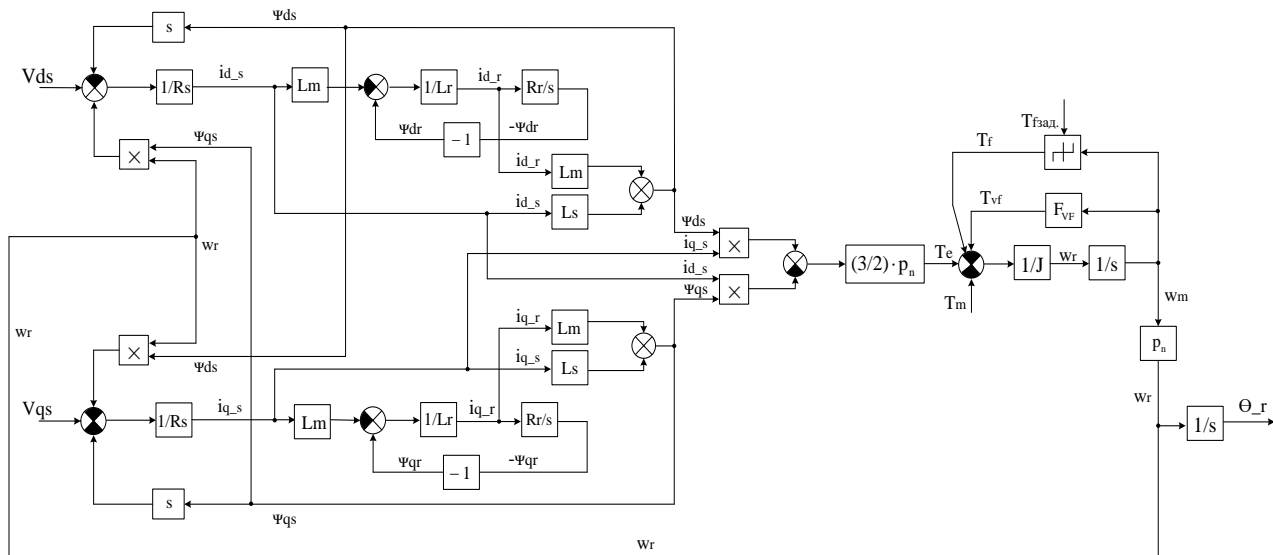 s
Ψds
Vds
1/Rs
id_s
Lm
1/Lr
id_r
Rr/s
Ψdr
– 1
-Ψdr
Ψqs
×
id_r
Lm
id_s
Ls
wr
Tfзад.
Tf
Tvf
FVF
Ψds
iq_s
×
id_s
Ψqs
×
(3/2)·pn
Te
Tm
1/J
wr
1/s
wm
pn
wr
1/s
Θ_r
wr
×
Ψds
iq_r
Lm
iq_s
Ls
Vqs
1/Rs
iq_s
Lm
1/Lr
iq_r
Rr/s
Ψqr
– 1
-Ψqr
s
Ψqs
wr